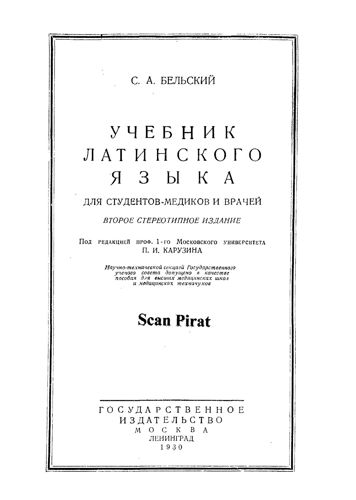 С. А. БЕЛЬСКИЙ
УЧЕБНИК
ЛАТИНСКОГО
ЯЗЫКА
ДЛЯ СТУДЕНТОВ-МЕДИКОВ И ВРАЧЕЙ
ВТОРОЕ СТЕРЕОТИПНОЕ ИЗДАНИЕ
Под редакцией проф. 1-го Московского университета
П. И. КАРУЗИНА
Научно-технической секцией Государственного
ученого совета допущено в качестве
пособия для высших медицинских школ
и медицинских техникумов
Scan Pirat
ГОСУДАРСТВЕННОЕ
ИЗДАТЕЛЬСТВО
МОСКВА
ЛЕНИНГРАД
1930